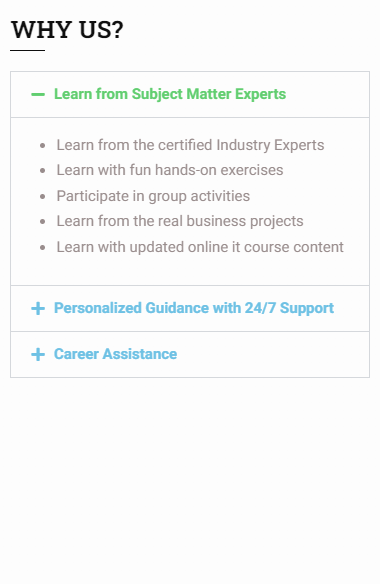 WHY US?
Learn from Subject Matter Experts
Learn from the certified Industry Experts
Learn with fun hands-on exercises
Participate in group activities
Learn from the real business projects
Learn with updated online it course content
Personalized Guidance with 24/7 Support
Career Assistance